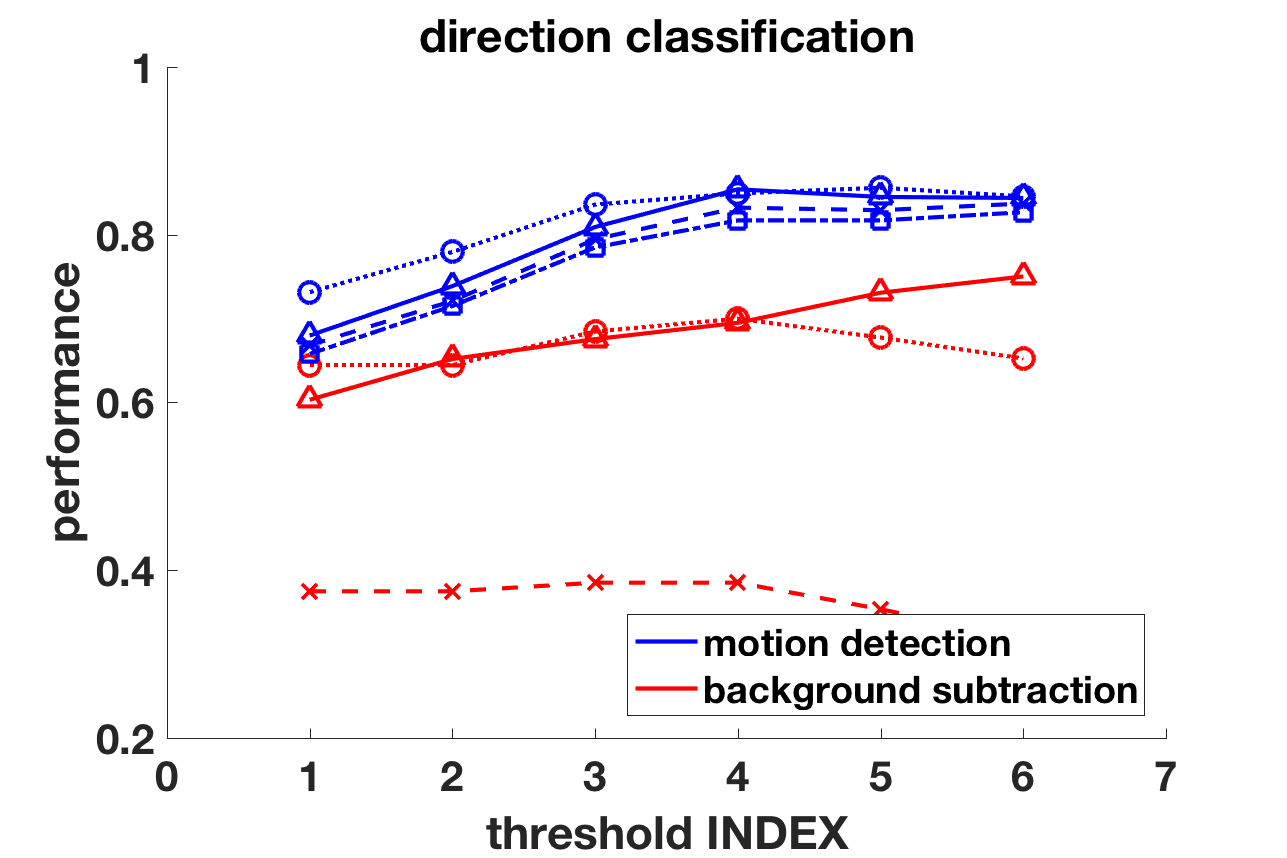 direction classification
1
0.8
0.6
0.4
0.2
performance
motion detection
background subtraction
0 1 2 3 4 5 6 7
threshold INDEX